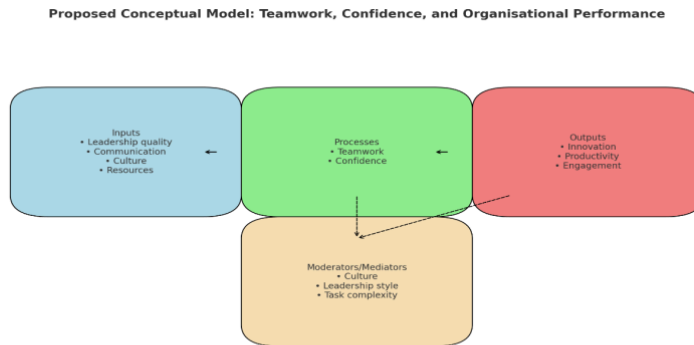 Proposed Conceptual Model: Teamwork, Confidence, and Organisational Performance
Inputs
• Leadership quality
• Communication
• Culture
• Resources
Processes
• Teamwork
• Confidence
Outputs
• Innovation
• Productivity
• Engagement
Moderators/Mediators
• Culture
• Leadership style
• Task complexity